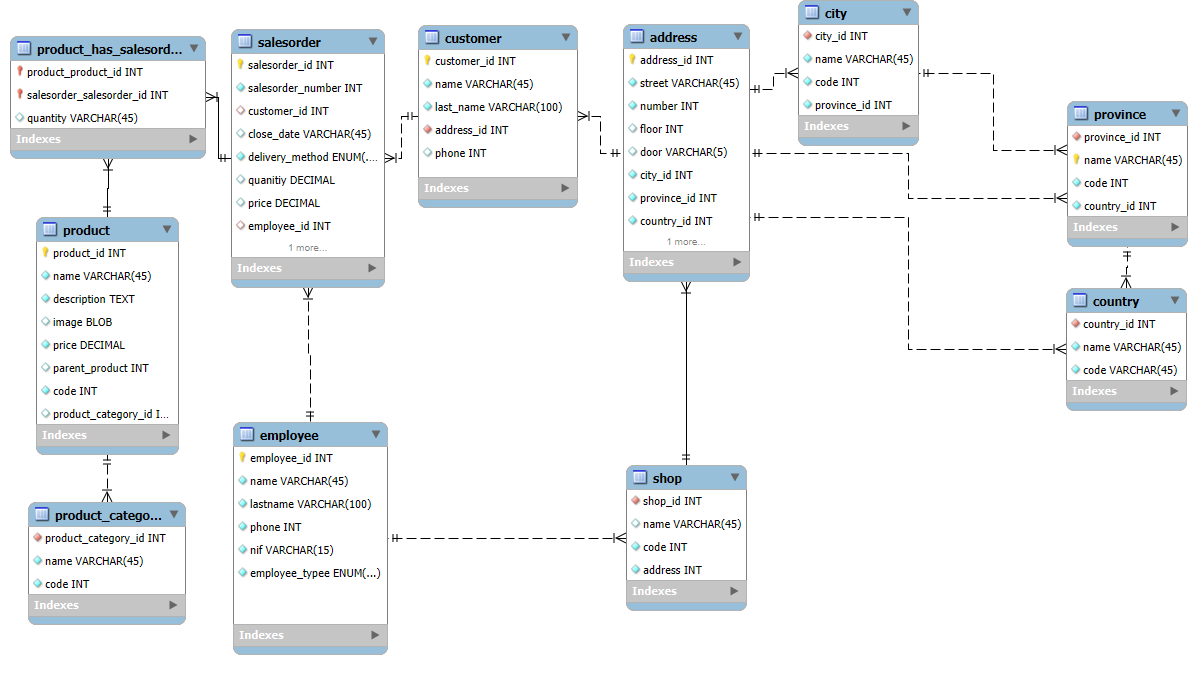 product_has_salesord...
product_product_id INT
salesorder_salesorder_id INT
quantity VARCHAR(45)
Indexes
salesorder
salesorder_id INT
salesorder_number INT
customer_id INT
close_date VARCHAR(45)
delivery_method ENUM(...
quanitiy DECIMAL
price DECIMAL
employee_id INT
1 more...
Indexes
customer
customer_id INT
name VARCHAR(45)
last_name VARCHAR(100)
address_id INT
phone INT
Indexes
address
address_id INT
street VARCHAR(45)
number INT
floor INT
door VARCHAR(5)
city_id INT
province_id INT
country_id INT
1 more...
Indexes
city
city_id INT
name VARCHAR(45)
code INT
province_id INT
Indexes
province
province_id INT
name VARCHAR(45)
code INT
country_id INT
Indexes
product
product_id INT
name VARCHAR(45)
description TEXT
image BLOB
price DECIMAL
parent_product INT
code INT
product_category_id I...
Indexes
country
country_id INT
name VARCHAR(45)
code VARCHAR(45)
Indexes
employee
employee_id INT
name VARCHAR(45)
lastname VARCHAR(100)
phone INT
nif VARCHAR(15)
employee_typee ENUM(...)
Indexes
shop
shop_id INT
name VARCHAR(45)
code INT
address INT
Indexes
product_catego...
product_category_id INT
name VARCHAR(45)
code INT
Indexes